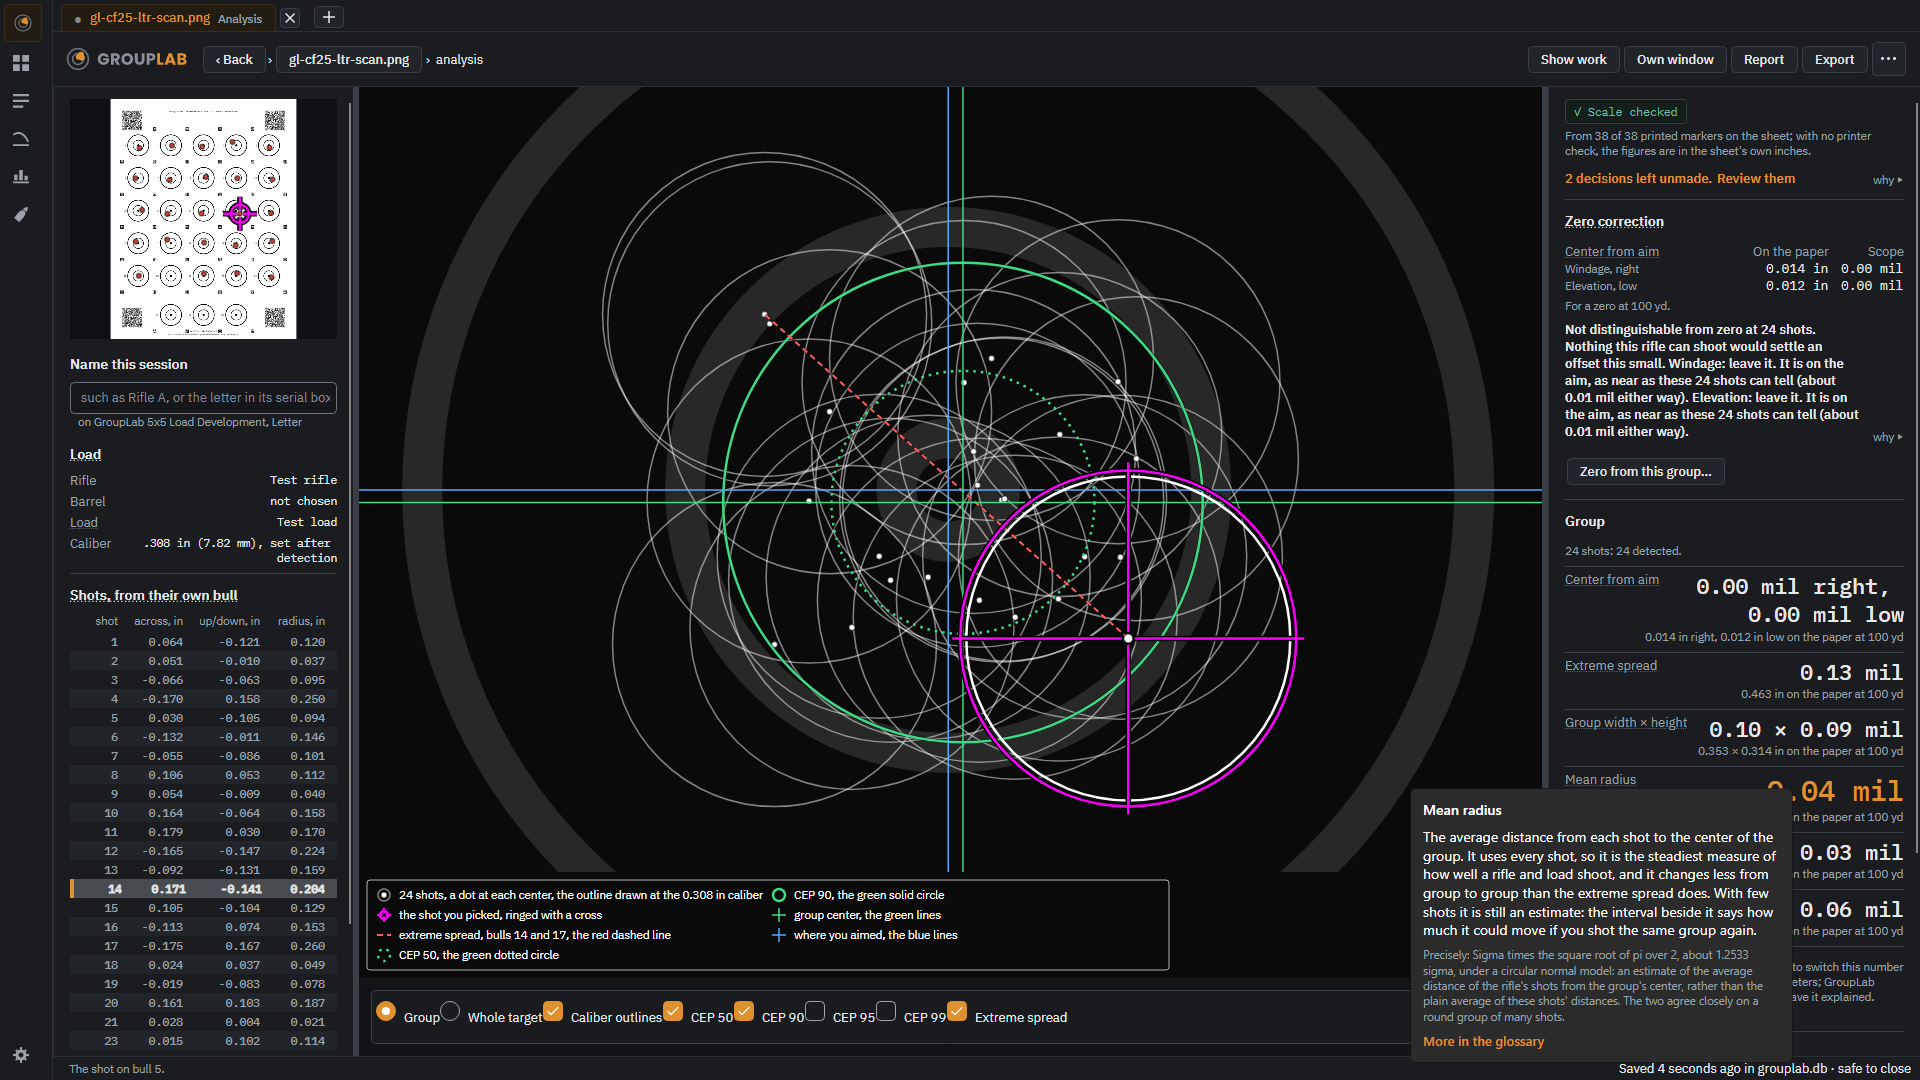 gl-cf25-ltr-scan.png Analysis
GROUPLAB
‹ Back › gl-cf25-ltr-scan.png › analysis
Show work
Own window
Report
Export
Name this session
such as Rifle A, or the letter in its serial box
on GroupLab 5x5 Load Development, Letter
Load
Rifle Test rifle
Barrel not chosen
Load Test load
Caliber .308 in (7.82 mm), set after
detection
Shots, from their own bull
shot across, in up/down, in radius, in
1 0.064 -0.121 0.120
2 0.051 -0.010 0.037
3 -0.066 -0.063 0.095
4 -0.170 0.158 0.250
5 0.030 -0.105 0.094
6 -0.132 -0.011 0.146
7 -0.055 -0.086 0.101
8 0.106 0.053 0.112
9 0.054 -0.009 0.040
10 0.164 -0.064 0.158
11 0.179 0.030 0.170
12 -0.165 -0.147 0.224
13 -0.092 -0.131 0.159
14 0.171 -0.141 0.204
15 0.105 -0.104 0.129
16 -0.113 0.074 0.153
17 -0.175 0.167 0.260
18 0.024 0.037 0.049
19 -0.019 -0.083 0.078
20 0.161 0.103 0.187
21 0.028 0.004 0.021
23 0.015 0.102 0.114
The shot on bull 5.
24 shots, a dot at each center, the outline drawn at the 0.308 in caliber
the shot you picked, ringed with a cross
extreme spread, bulls 14 and 17, the red dashed line
CEP 50, the green dotted circle
CEP 90, the green solid circle
group center, the green lines
where you aimed, the blue lines
Group Whole target Caliber outlines CEP 50 CEP 90 CEP 95 CEP 99 Extreme spread
√ Scale checked
From 38 of 38 printed markers on the sheet; with no printer
check, the figures are in the sheet's own inches.
2 decisions left unmade. Review them why ▸
Zero correction
Center from aim On the paper Scope
Windage, right 0.014 in 0.00 mil
Elevation, low 0.012 in 0.00 mil
For a zero at 100 yd.
Not distinguishable from zero at 24 shots.
Nothing this rifle can shoot would settle an
offset this small. Windage: leave it. It is on the
aim, as near as these 24 shots can tell (about
0.01 mil either way). Elevation: leave it. It is on
the aim, as near as these 24 shots can tell (about
0.01 mil either way). why ▸
Zero from this group...
Group
24 shots: 24 detected.
Center from aim 0.00 mil right,
0.00 mil low
0.014 in right, 0.012 in low on the paper at 100 yd
Extreme spread 0.13 mil
0.463 in on the paper at 100 yd
Group width × height 0.10 × 0.09 mil
0.353 × 0.314 in on the paper at 100 yd
Mean radius .04 mil
n the paper at 100 yd
0.03 mil
on the paper at 100 yd
0.06 mil
on the paper at 100 yd
to switch this number
Mean radius
The average distance from each shot to the center of the
group. It uses every shot, so it is the steadiest measure of
how well a rifle and load shoot, and it changes less from
group to group than the extreme spread does. With few
shots it is still an estimate: the interval beside it says how
much it could move if you shot the same group again.
Precisely: Sigma times the square root of pi over 2, about 1.2533
sigma, under a circular normal model: an estimate of the average
distance of the rifle's shots from the group's center, rather than the
plain average of these shots' distances. The two agree closely on a
round group of many shots.
More in the glossary
eters; GroupLab
ave it explained.
Saved 4 seconds ago in grouplab.db · safe to close